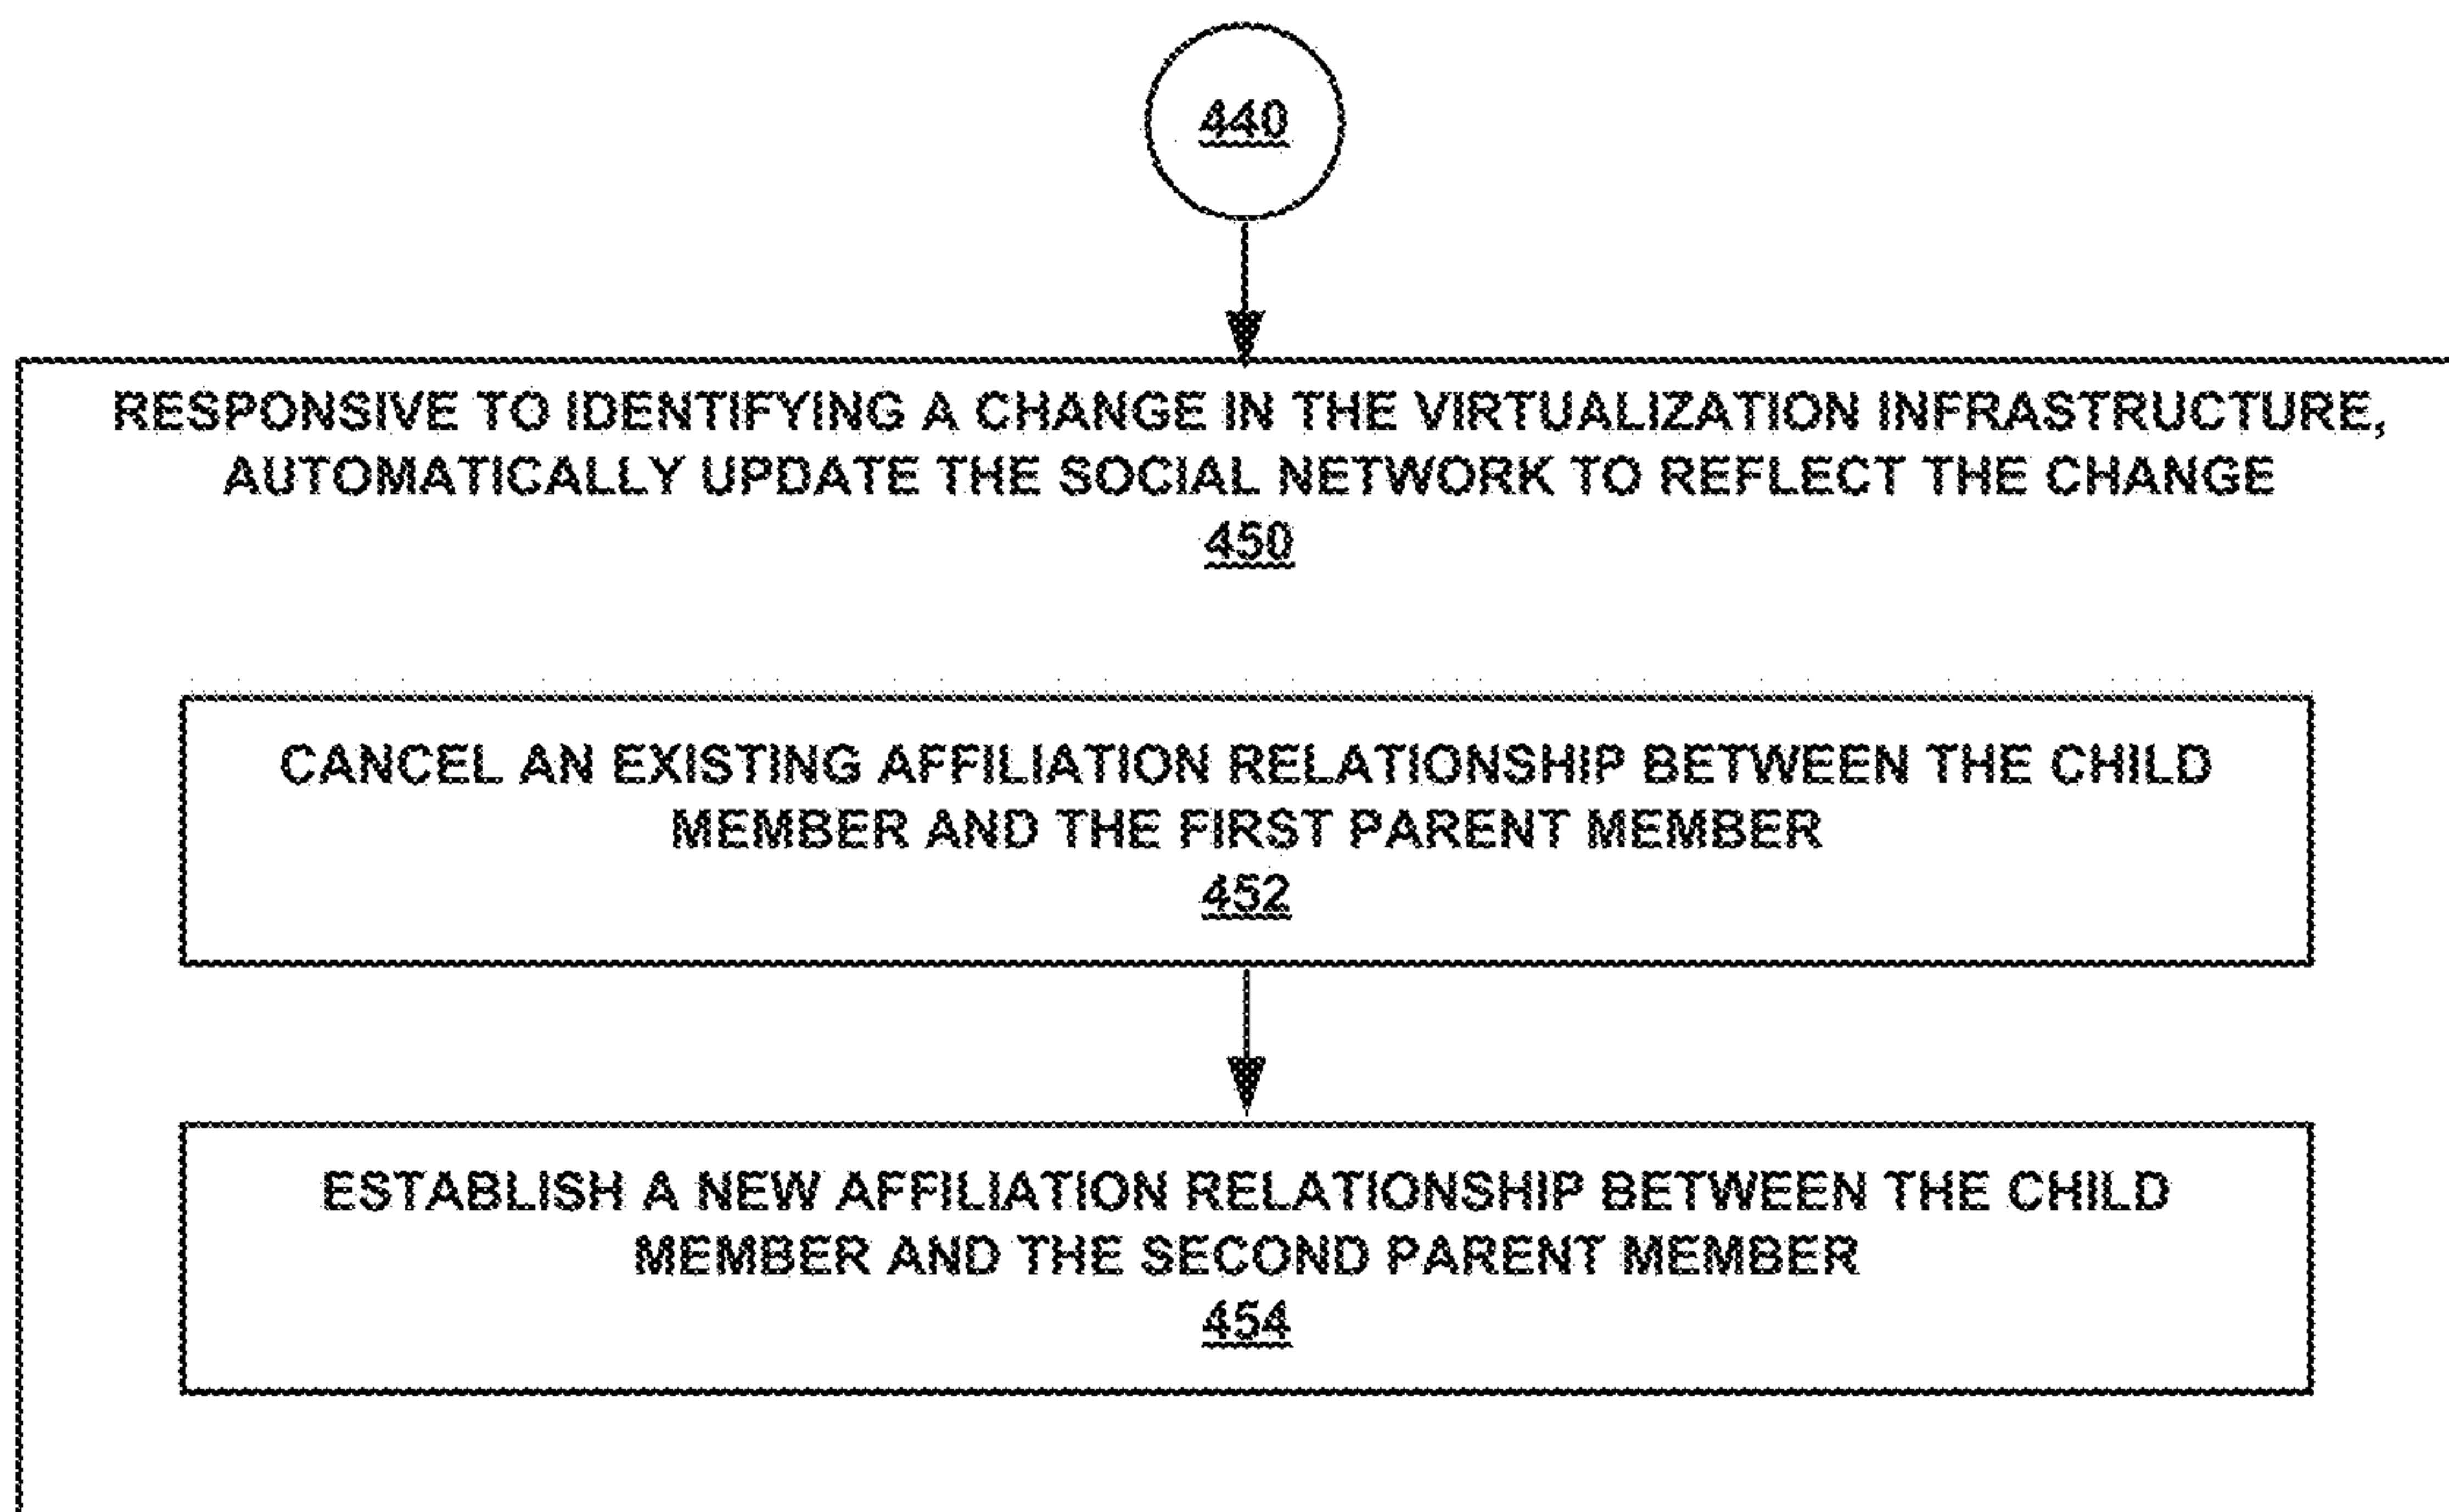 440
RESPONSIVE TO IDENTIFYING A CHANGE IN THE VIRTUALIZATION INFRASTRUCTURE,
AUTOMATICALLY UPDATE THE SOCIAL NETWORK TO REFLECT THE CHANGE
450
CANCEL AN EXISTING AFFILIATION RELATIONSHIP BETWEEN THE CHILD
MEMBER AND THE FIRST PARENT MEMBER
452
ESTABLISH A NEW AFFILIATION RELATIONSHIP BETWEEN THE CHILD
MEMBER AND THE SECOND PARENT MEMBER
454